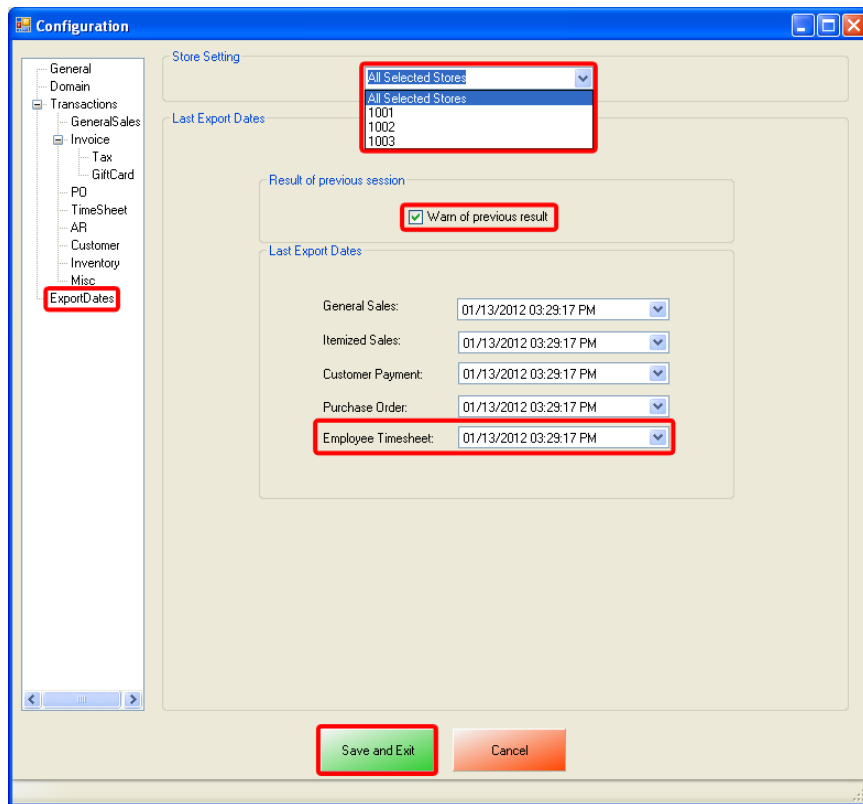 Configuration
General
Domain
Transactions
GeneralSales
Invoice
Tax
GiftCard
PO
TimeSheet
AR
Customer
Inventory
Misc
ExportDates
Store Setting
All Selected Stores
All Selected Stores
1001
1002
1003
Last Export Dates
Result of previous session
Warn of previous result
Last Export Dates
General Sales: 01/13/2012 03:29:17 PM
Itemized Sales: 01/13/2012 03:29:17 PM
Customer Payment: 01/13/2012 03:29:17 PM
Purchase Order: 01/13/2012 03:29:17 PM
Employee Timesheet: 01/13/2012 03:29:17 PM
Save and Exit
Cancel